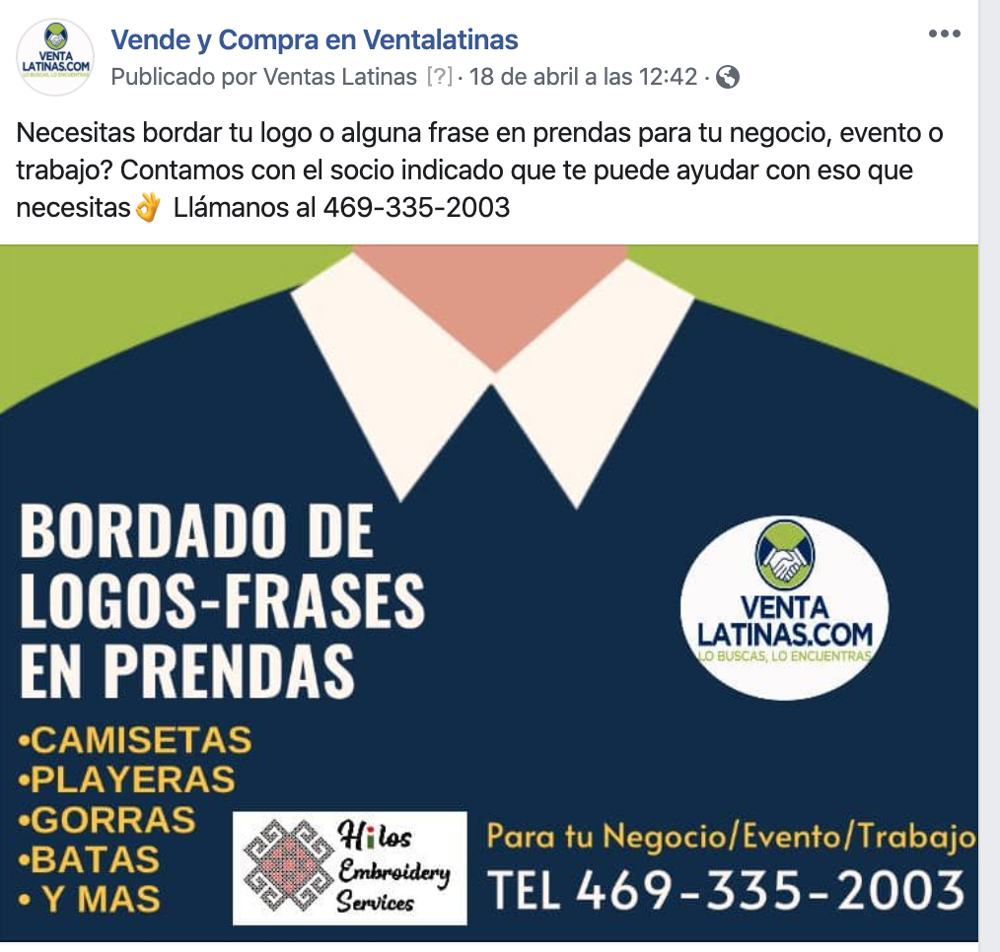 VENTA
LATINAS.COM
LO BUSCAS, LO ENCUENTRAS
Vende y Compra en Ventalatinas
Publicado por Ventas Latinas [?] · 18 de abril a las 12:42 ·
Necesitas bordar tu logo o alguna frase en prendas para tu negocio, evento o
trabajo? Contamos con el socio indicado que te puede ayudar con eso que
necesitas👌 Llámanos al 469-335-2003
BORDADO DE
LOGOS-FRASES
EN PRENDAS
VENTA
LATINAS.COM
LO BUSCAS, LO ENCUENTRAS
•CAMISETAS
•PLAYERAS
•GORRAS
•BATAS
• Y MAS
Hilos
Embroidery
Services
Para tu Negocio/Evento/Trabajo
TEL 469-335-2003